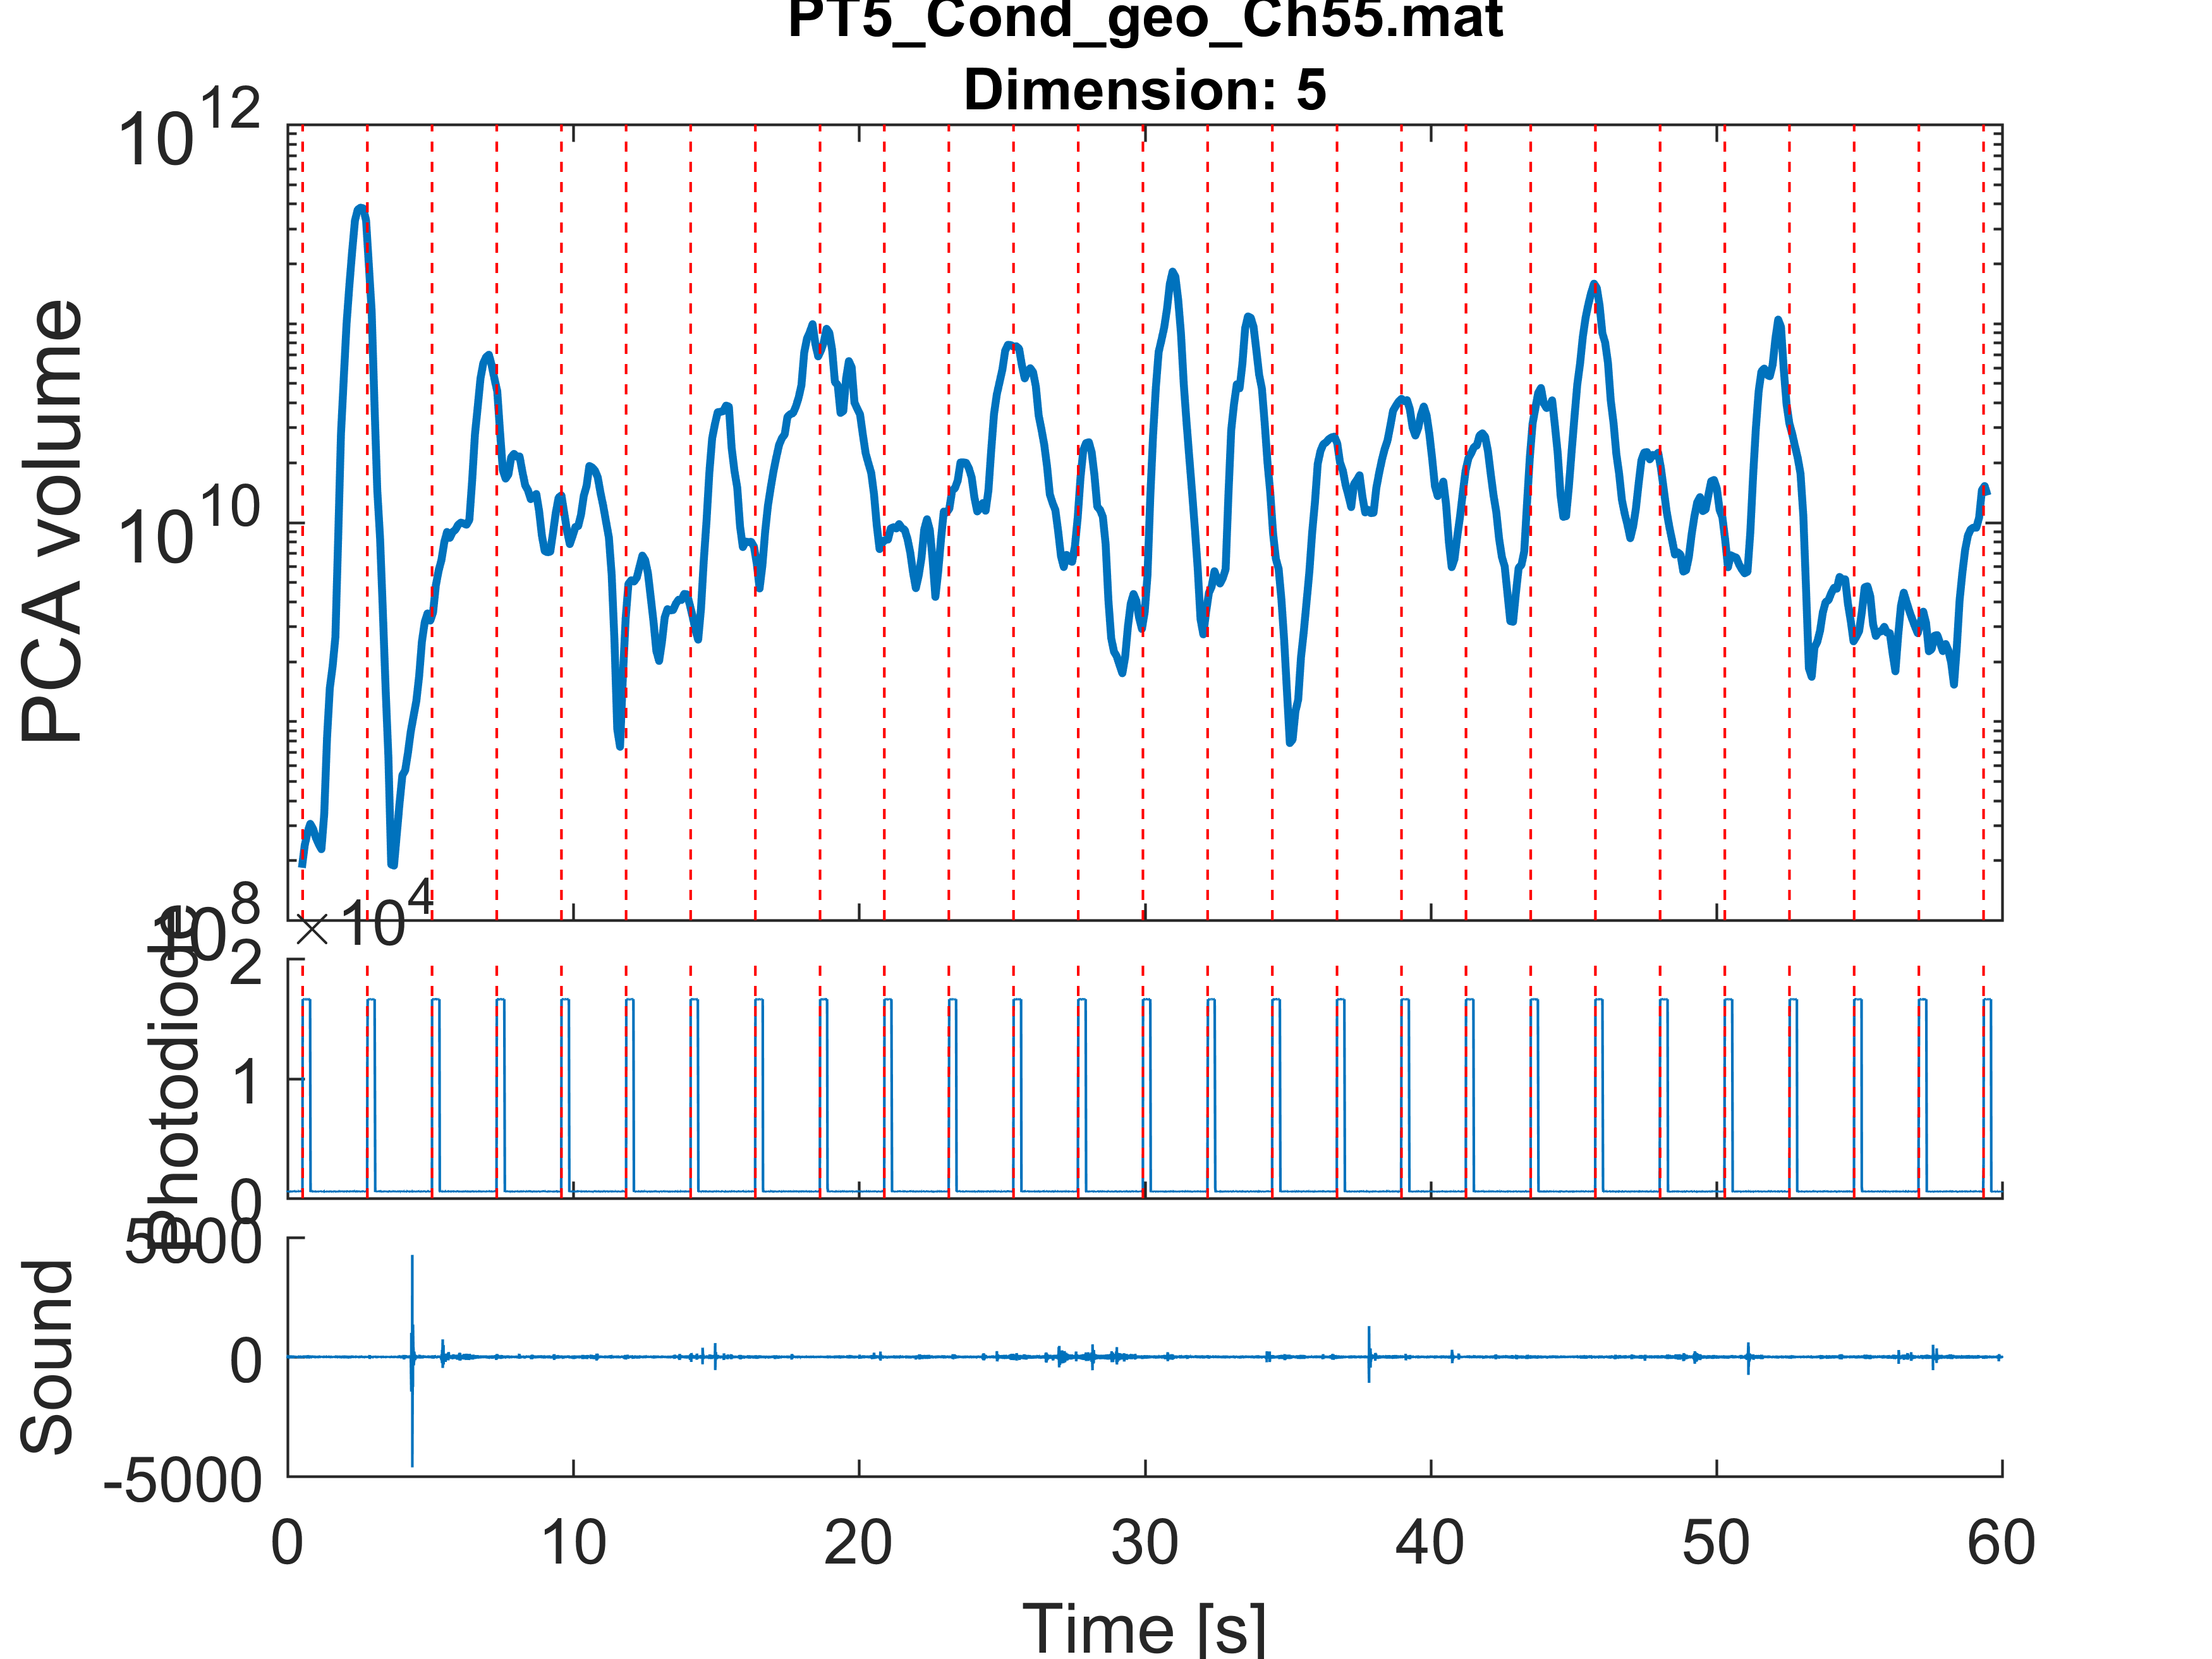 PT5_Cond_geo_Ch55.mat
Dimension: 5
10^12
10^10
10^8
PCA volume
×10^4
2
1
0
Photodiode
5000
0
-5000
Sound
0 10 20 30 40 50 60
Time [s]